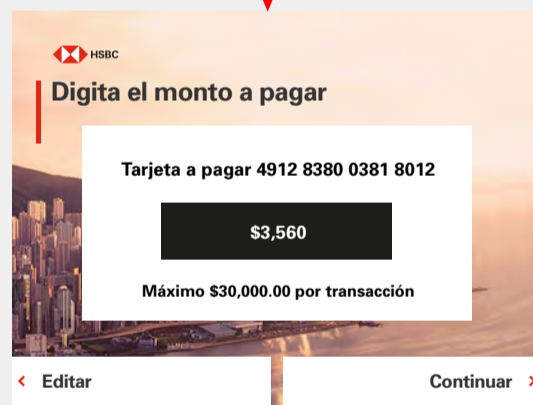 HSBC
Digita el monto a pagar
Tarjeta a pagar 4912 8380 0381 8012
$3,560
Máximo $30,000.00 por transacción
Editar
Continuar